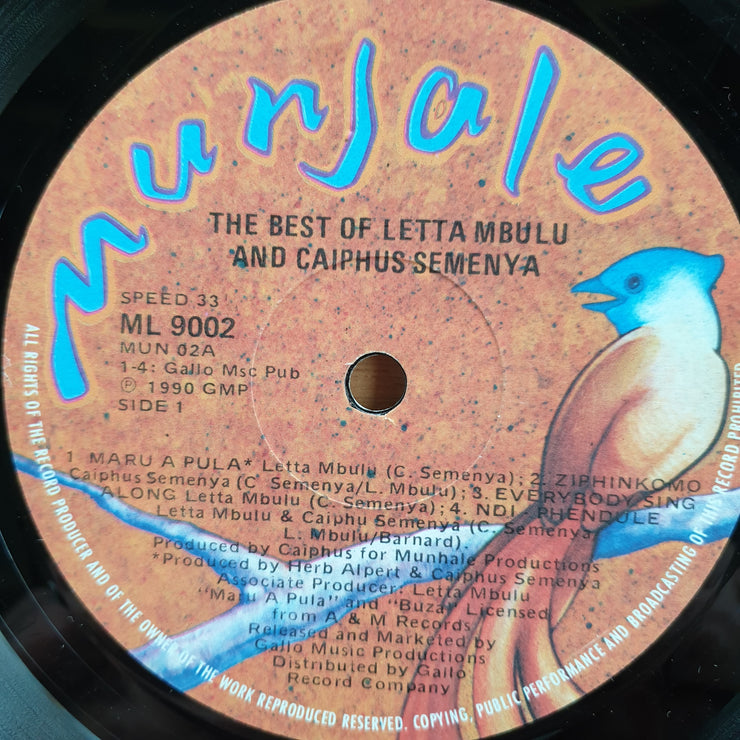 Munjale
THE BEST OF LETTA MBULU
AND CAIPHUS SEMENYA
SPEED 33
ML 9002
MUN 02A
1-4: Gallo Msc Pub
Ⓟ 1990 GMP
SIDE 1
1 MARU A PULA* Letta Mbulu (C. Semenya); 2. ZIPHINKOMO
Caiphus Semenya (C Semenya/L. Mbulu); 3. EVERYBODY SING
ALONG Letta Mbulu (C. Semenya); 4. NDI PHENDULE
Letta Mbulu & Caiphu Semenya (C. Semenya
L. Mbulu/Barnard).
Produced by Caiphus for Munhale Productions
*Produced by Herb Alpert & Caiphus Semenya
Associate Producer: Letta Mbulu
"Maru A Pula" and "Buza" Licensed
from A & M Records
Released and Marketed by
Gallo Music Productions
Distributed by Gallo
Record Company
ALL RIGHTS OF THE RECORD PRODUCER AND OF THE OWNER OF THE WORK REPRODUCED RESERVED. COPYING, PUBLIC PERFORMANCE AND BROADCASTING OF THIS RECORD PROHIBITED